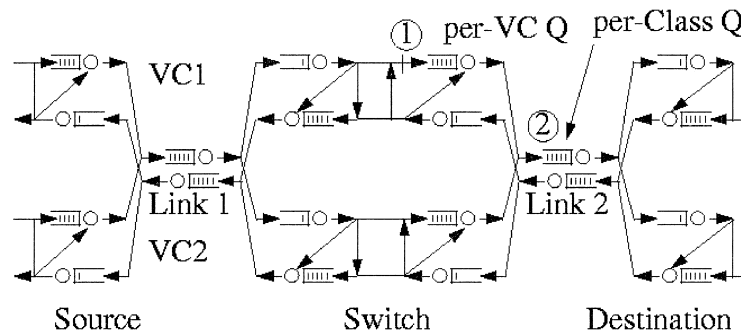 ① per-VC Q per-Class Q
VC1
②
Link 1 Link 2
VC2
Source Switch Destination